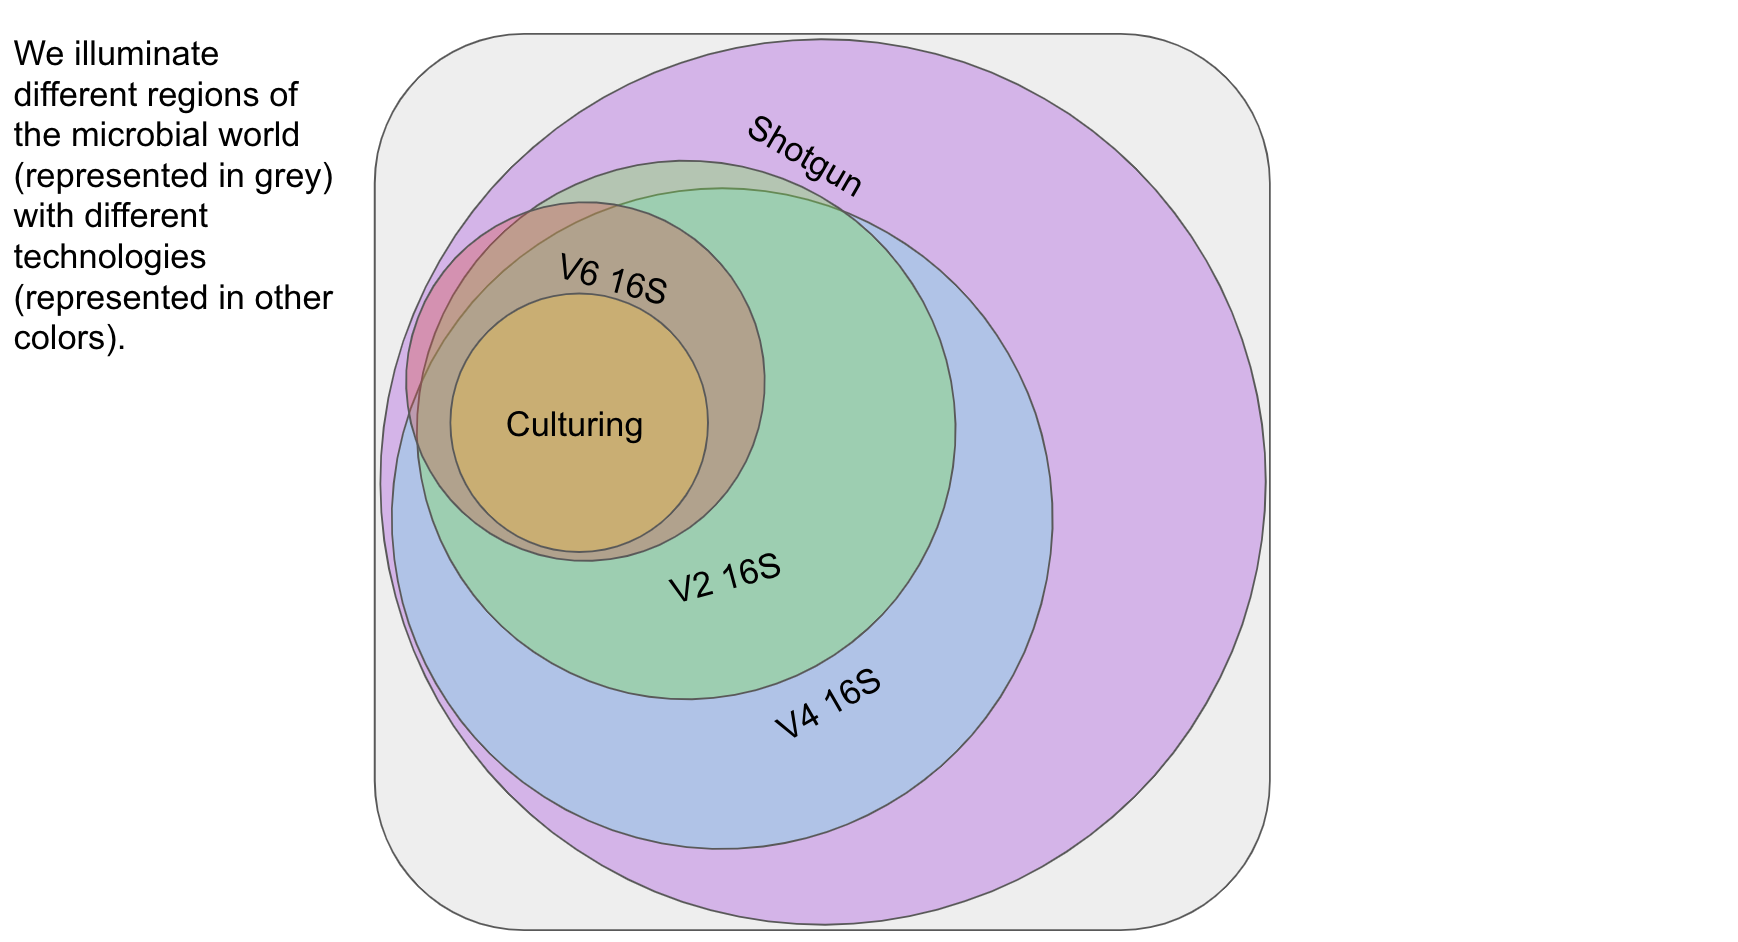 We illuminate
different regions of
the microbial world
(represented in grey)
with different
technologies
(represented in other
colors).
Shotgun
V6 16S
Culturing
V2 16S
V4 16S